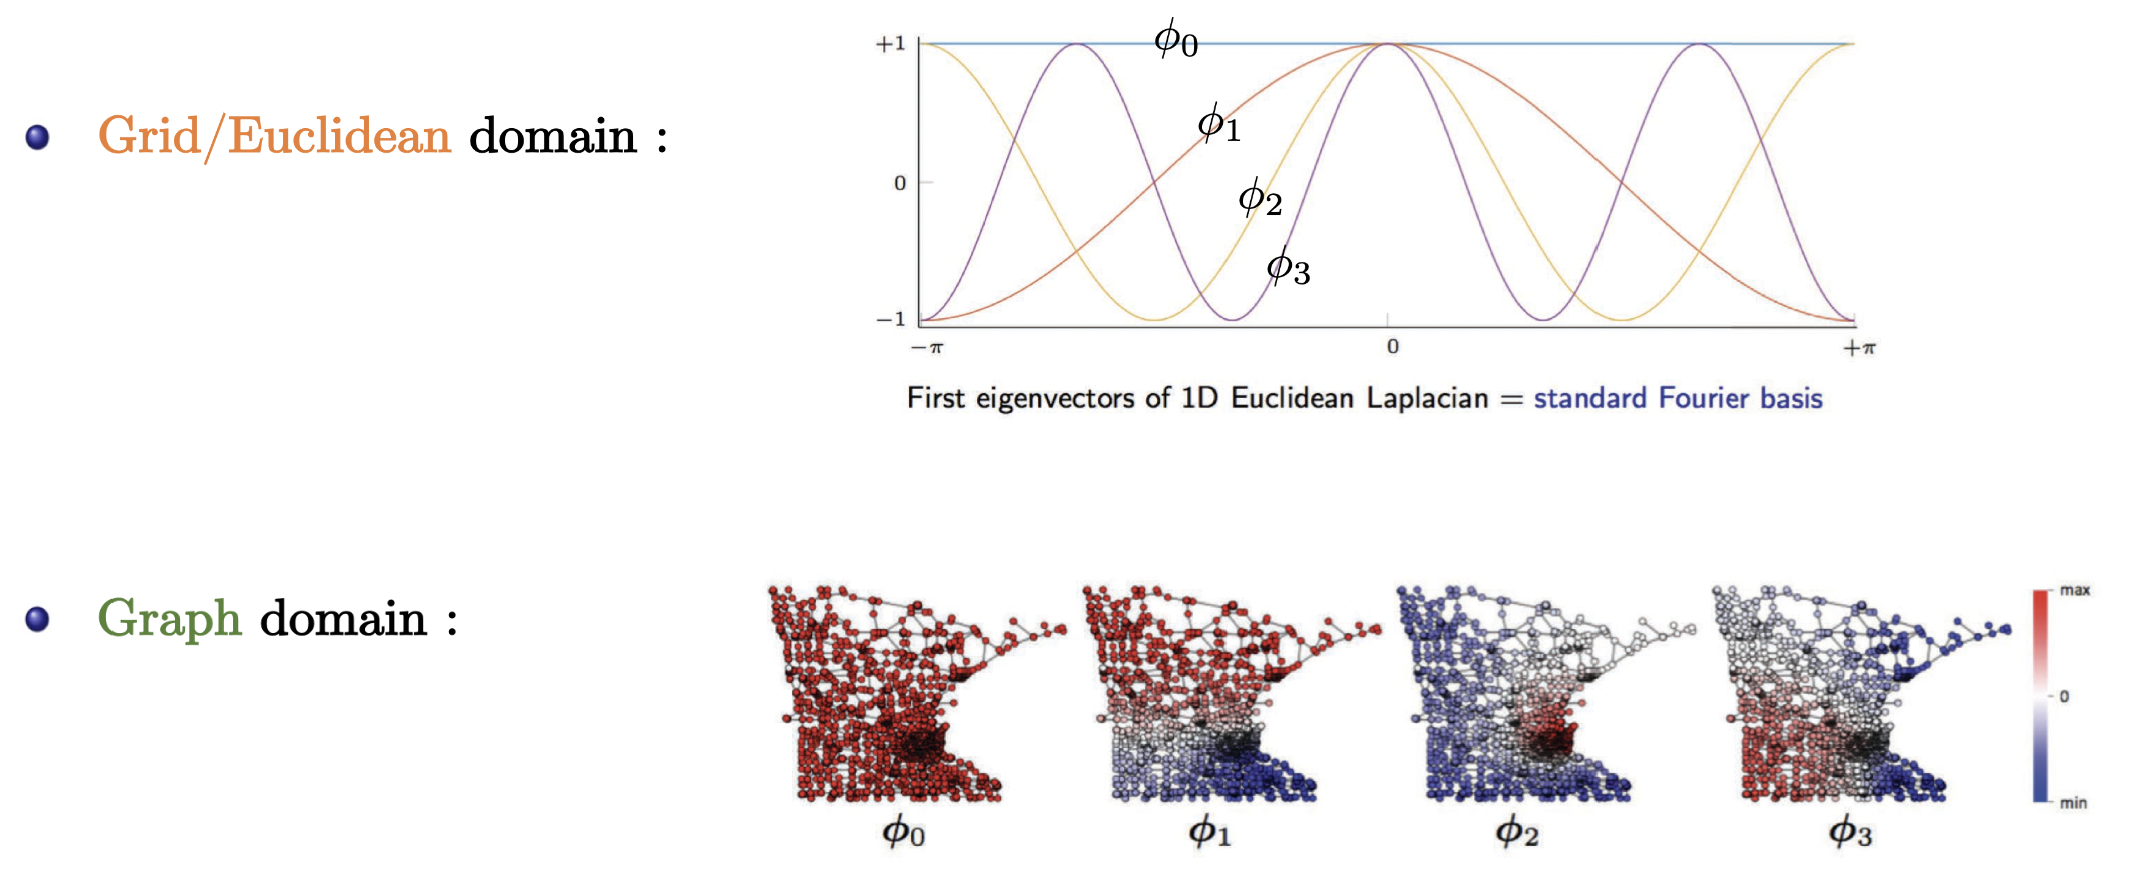 Grid/Euclidean domain :
+1
0
−1
ϕ0
ϕ1
ϕ2
ϕ3
−π
0
+π
First eigenvectors of 1D Euclidean Laplacian = standard Fourier basis
Graph domain :
max
0
min
ϕ0
ϕ1
ϕ2
ϕ3